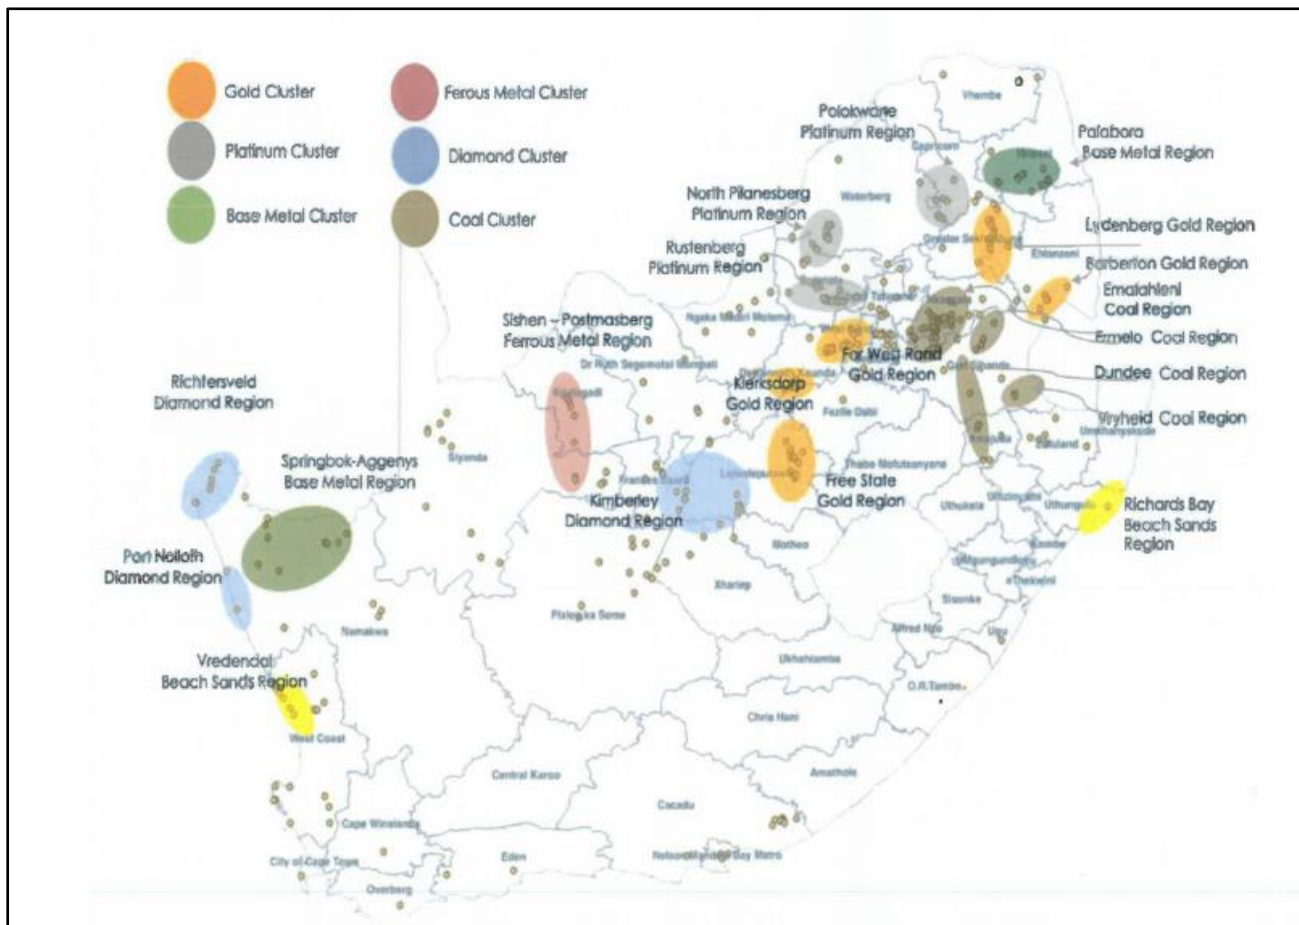 Gold Cluster
Ferous Metal Cluster
Platinum Cluster
Diamond Cluster
Base Metal Cluster
Coal Cluster
Vhembe
Polokwane
Platinum Region
Capricorn
Palabora
Base Metal Region
North Pilanesberg
Platinum Region
Waterberg
Lydenberg Gold Region
Rustenberg
Platinum Region
Ehlanzeni
Barberton Gold Region
Emalahleni
Coal Region
Sishen – Postmasberg
Ferrous Metal Region
Ngaka Modiri Molema
Ermelo Coal Region
Dr Ruth Segomotsi Mompati
Far West Rand
Gold Region
Dundee Coal Region
Richtersveld
Diamond Region
Klerksdorp
Gold Region
Fezile Dabi
Vryheid Coal Region
Siyanda
Springbok-Aggenys
Base Metal Region
Thabo Mofutsanyane
Free State
Gold Region
Kimberley
Diamond Region
Uthukela
Richards Bay
Beach Sands
Region
Port Nolloth
Diamond Region
Motheo
Xhariep
Sisonke
Namakwa
Pixley ka Seme
Alfred Nzo
Ugu
Vredendal
Beach Sands Region
Ukhahlamba
O.R.Tambo
Chris Hani
West Coast
Central Karoo
Amathole
Cacadu
Cape Winelands
City of Cape Town
Eden
Nelson Mandela Bay Metro
Overberg